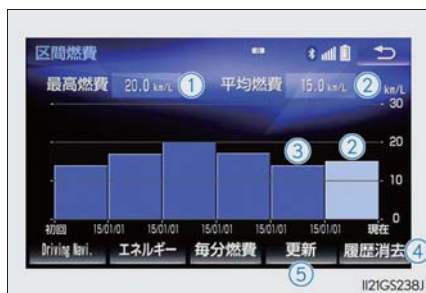 区間燃費
最高燃費 20.0 km/L ① 平均燃費 15.0 km/L ② km/L
30
20
③ ②
10
0
初回 15/01/01 15/01/01 15/01/01 15/01/01 15/01/01 現在
Driving Navi. エネルギー 毎分燃費 更新 履歴消去 ④
⑤
II21GS238J